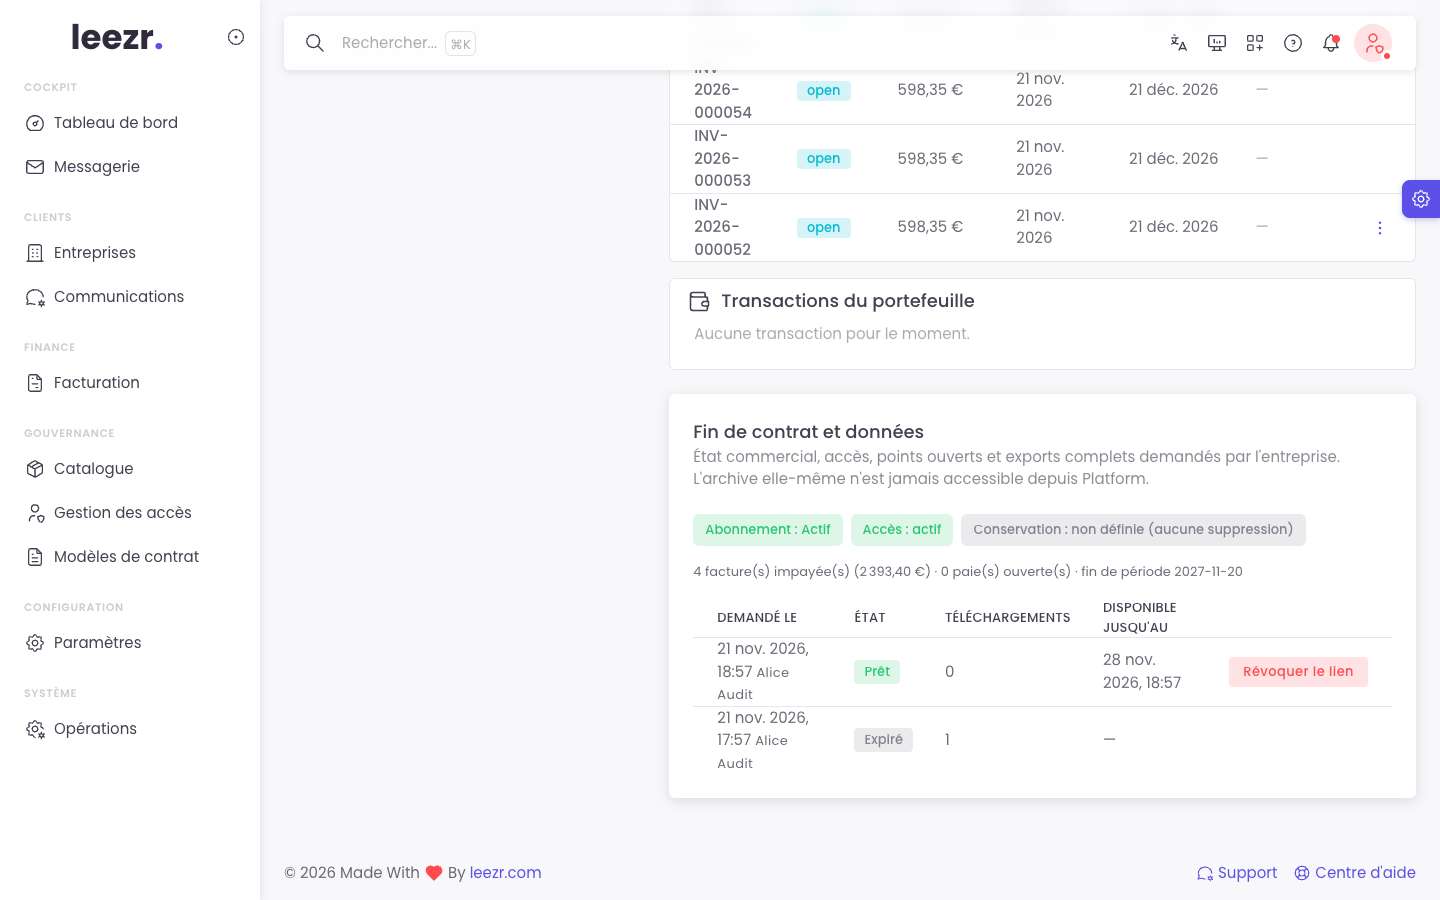 leezr.
COCKPIT
Tableau de bord
Messagerie
CLIENTS
Entreprises
Communications
FINANCE
Facturation
GOUVERNANCE
Catalogue
Gestion des accès
Modèles de contrat
CONFIGURATION
Paramètres
SYSTÈME
Opérations
Rechercher... ⌘K
INV-
2026-
000054
open
598,35 €
21 nov.
2026
21 déc. 2026
—
INV-
2026-
000053
open
598,35 €
21 nov.
2026
21 déc. 2026
—
INV-
2026-
000052
open
598,35 €
21 nov.
2026
21 déc. 2026
—
Transactions du portefeuille
Aucune transaction pour le moment.
Fin de contrat et données
État commercial, accès, points ouverts et exports complets demandés par l'entreprise.
L'archive elle-même n'est jamais accessible depuis Platform.
Abonnement : Actif
Accès : actif
Conservation : non définie (aucune suppression)
4 facture(s) impayée(s) (2 393,40 €) · 0 paie(s) ouverte(s) · fin de période 2027-11-20
DEMANDÉ LE
ÉTAT
TÉLÉCHARGEMENTS
DISPONIBLE
JUSQU'AU
21 nov. 2026,
18:57 Alice
Audit
Prêt
0
28 nov.
2026, 18:57
Révoquer le lien
21 nov. 2026,
17:57 Alice
Audit
Expiré
1
—
© 2026 Made With By leezr.com
Support
Centre d'aide